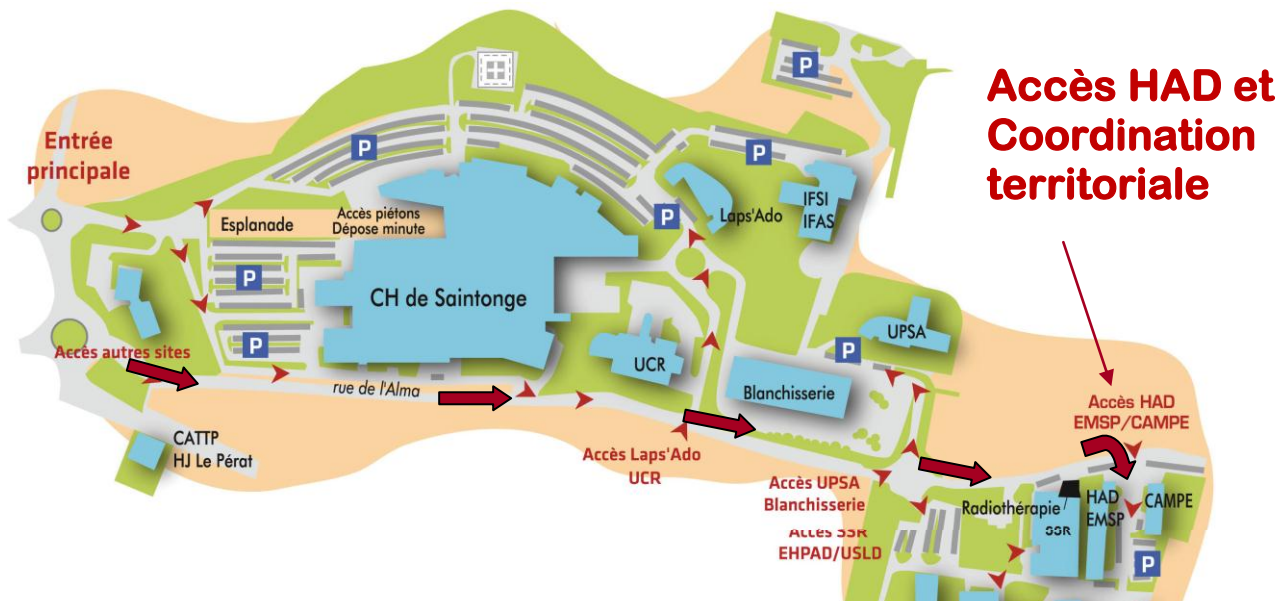 Accès HAD et
Coordination
territoriale
Entrée
principale
P
P
P
P
P
P
P
P
Esplanade
Accès piétons
Dépose minute
Laps'Ado
IFSI
IFAS
CH de Saintonge
UCR
UPSA
Blanchisserie
Accès autres sites
rue de l'Alma
CATTP
HJ Le Pérat
Accès Laps'Ado
UCR
Accès UPSA
Blanchisserie
Accès SSR
EHPAD/USLD
Accès HAD
EMSP/CAMPE
Radiothérapie
SSR
HAD
EMSP
CAMPE